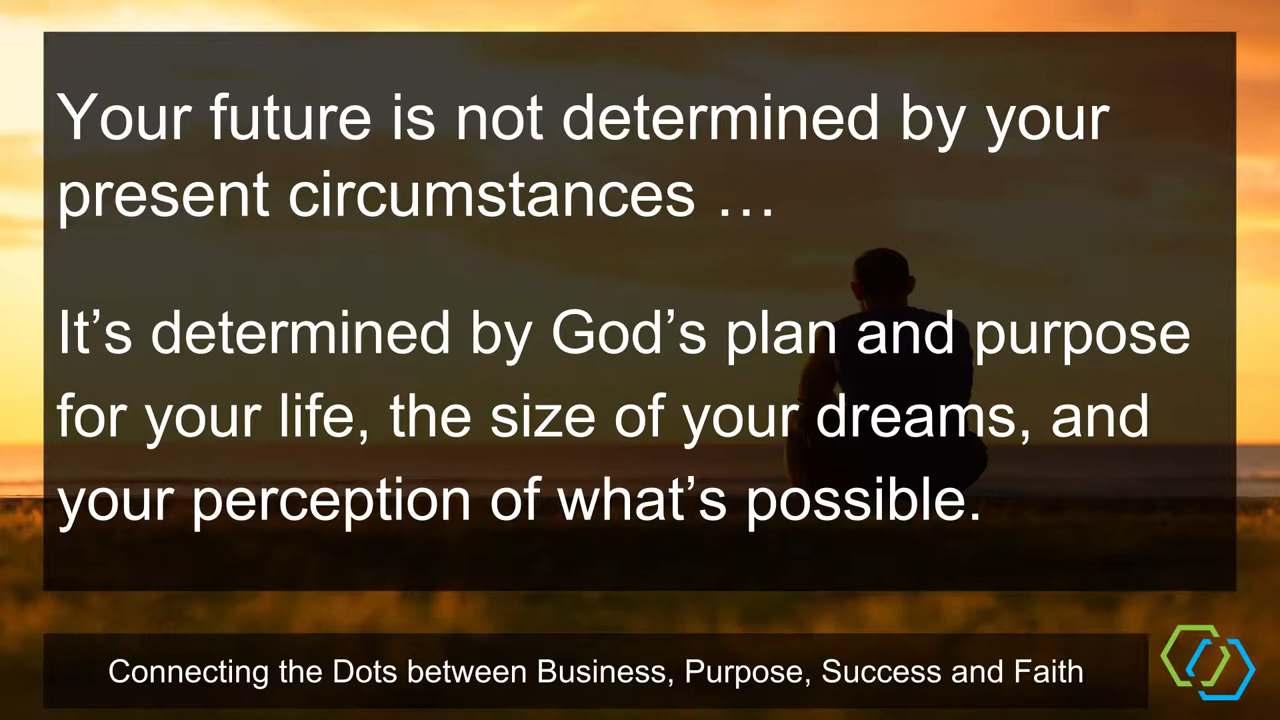 Your future is not determined by your
present circumstances …
It’s determined by God’s plan and purpose
for your life, the size of your dreams, and
your perception of what’s possible.
Connecting the Dots between Business, Purpose, Success and Faith